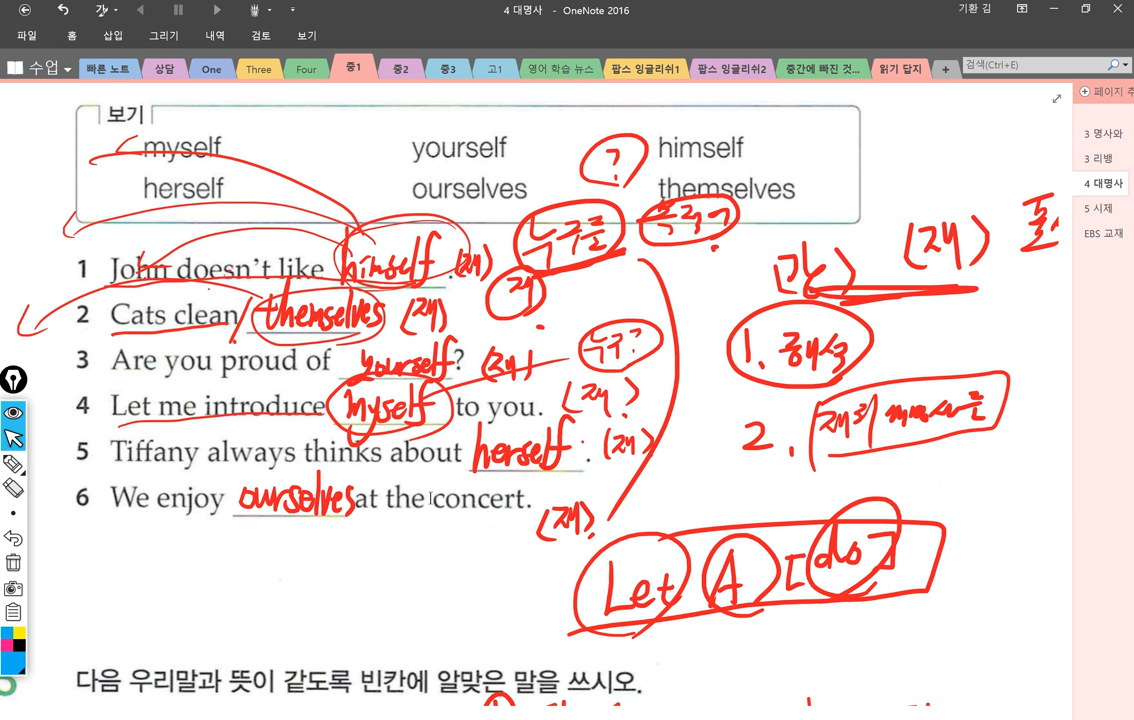 4 대명사 - OneNote 2016
기환 김
파일 홈 삽입 그리기 내역 검토 보기
수업 빠른 노트 상담 One Three Four 중1 중2 중3 고1 영어 학습 뉴스 팝스 잉글리쉬1 팝스 잉글리쉬2 중간에 빠진 것... 읽기 답지 + 검색(Ctrl+E)
페이지 추
3 명사와
3 리뱅
4 대명사
5 시제
EBS 교재
보기
myself yourself himself
herself ourselves themselves
?
누구를
(재)
1 John doesn't like himself. (재)
2 Cats clean themselves (재)
3 Are you proud of yourself? (재) 누구?
4 Let me introduce myself to you. (재)
5 Tiffany always thinks about herself. (재)
6 We enjoy ourselves at the concert.
(재)
(재)
1. 해석
2. 재귀
Let A [do]
다음 우리말과 뜻이 같도록 빈칸에 알맞은 말을 쓰시오.